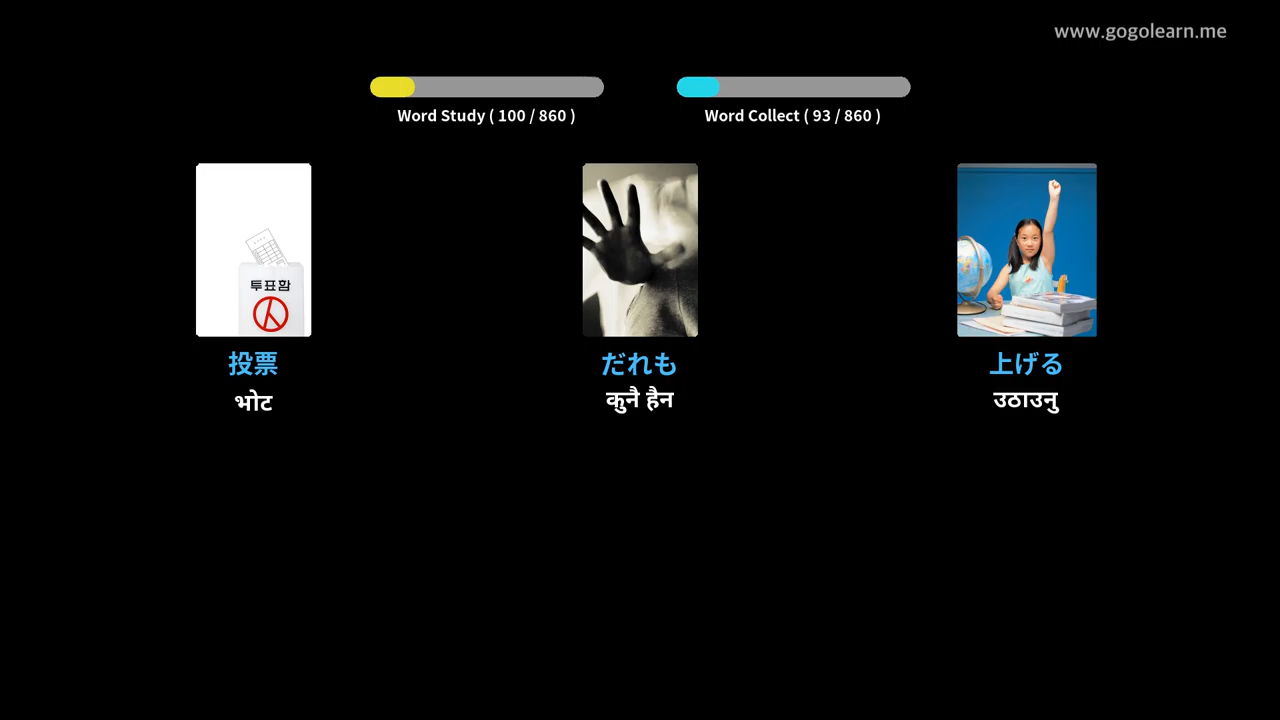 www.gogolearn.me
Word Study ( 100 / 860 )
Word Collect ( 93 / 860 )
투표함
投票
भोट
だれも
कुनै हैन
上げる
उठाउनु